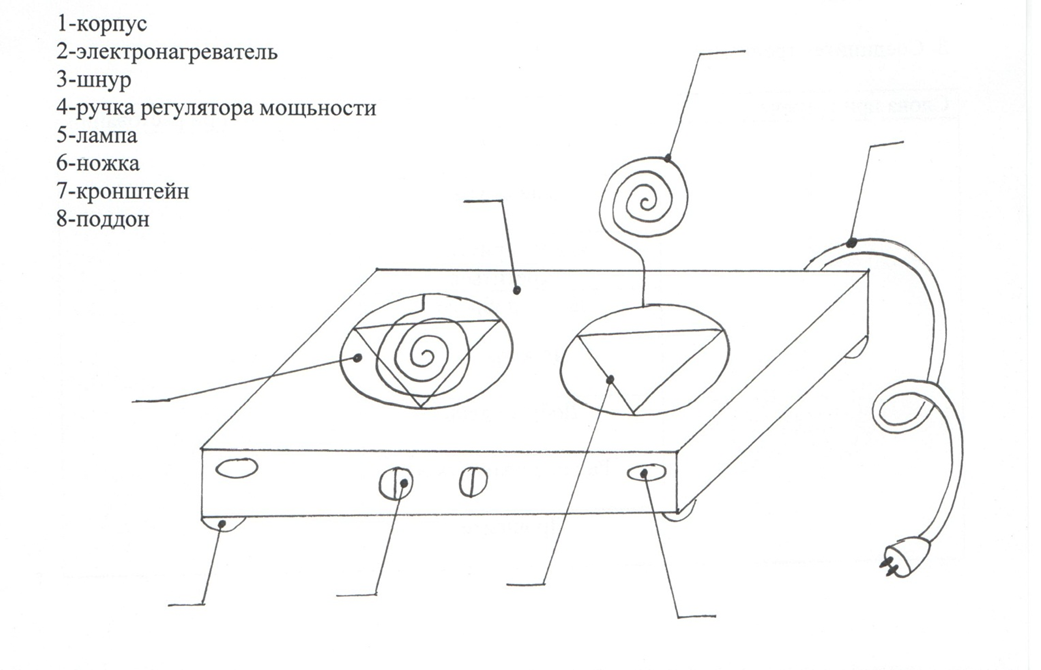 1-корпус
2-электронагреватель
3-шнур
4-ручка регулятора мощьности
5-лампа
6-ножка
7-кронштейн
8-поддон